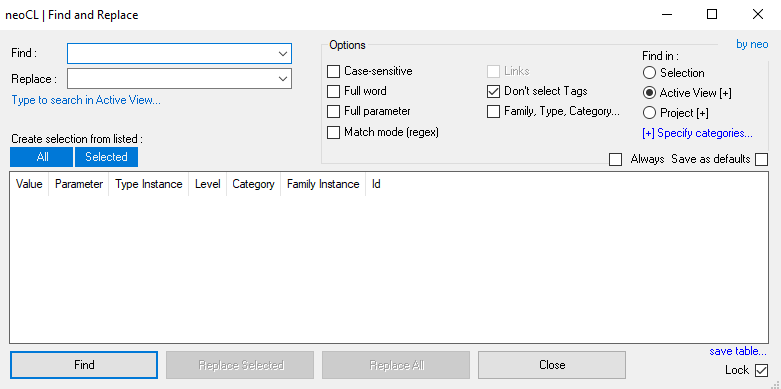 neoCL | Find and Replace
Find :
Replace :
Type to search in Active View...
Create selection from listed :
All Selected
Options
by neo
Case-sensitive
Full word
Full parameter
Match mode (regex)
Links
Don't select Tags
Family, Type, Category...
Find in :
Selection
Active View [+]
Project [+]
[+] Specify categories...
Always Save as defaults
Value Parameter Type Instance Level Category Family Instance Id
save table...
Find Replace Selected Replace All Close
Lock